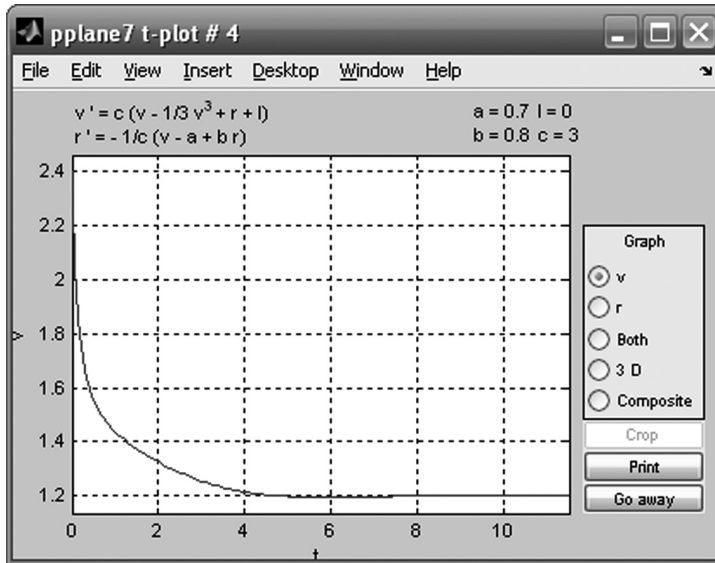 pplane7 t-plot # 4
File Edit View Insert Desktop Window Help
v ' = c (v - 1/3 v³ + r + I)
r ' = - 1/c (v - a + b r)
a = 0.7 I = 0
b = 0.8 c = 3
2.4
2.2
2
1.8
1.6
1.4
1.2
v
0 2 4 6 8 10
t
Graph
v
r
Both
3 D
Composite
Crop
Print
Go away